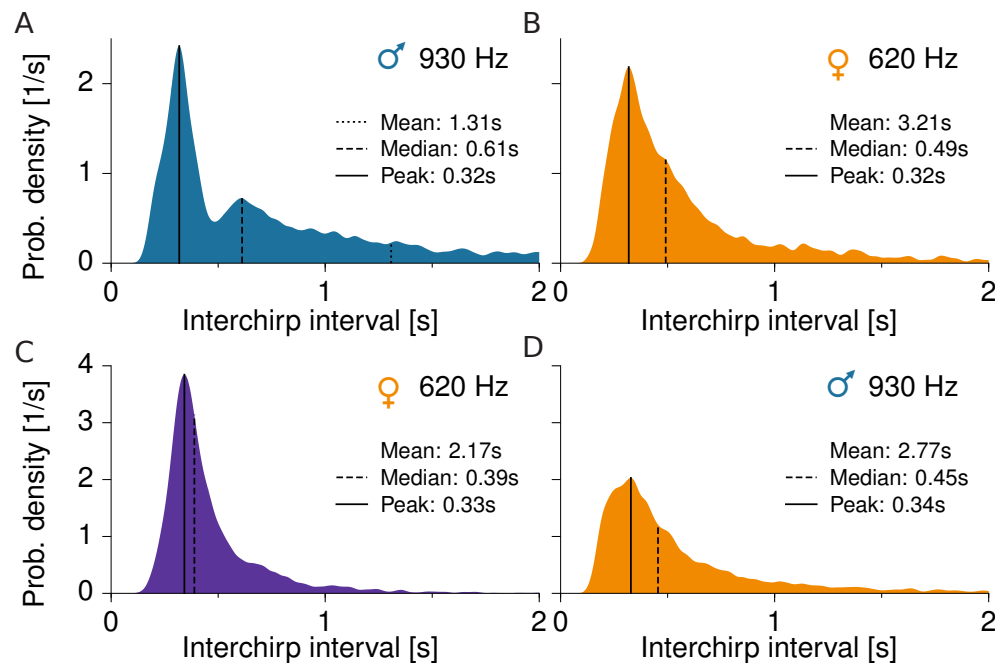 A
♂ 930 Hz
Mean: 1.31s
Median: 0.61s
Peak: 0.32s
Prob. density [1/s]
2
1
0
0 1 2
Interchirp interval [s]
B
♀ 620 Hz
Mean: 3.21s
Median: 0.49s
Peak: 0.32s
0 1 2
Interchirp interval [s]
C
♀ 620 Hz
Mean: 2.17s
Median: 0.39s
Peak: 0.33s
Prob. density [1/s]
4
3
2
1
0
0 1 2
Interchirp interval [s]
D
♂ 930 Hz
Mean: 2.77s
Median: 0.45s
Peak: 0.34s
0 1 2
Interchirp interval [s]